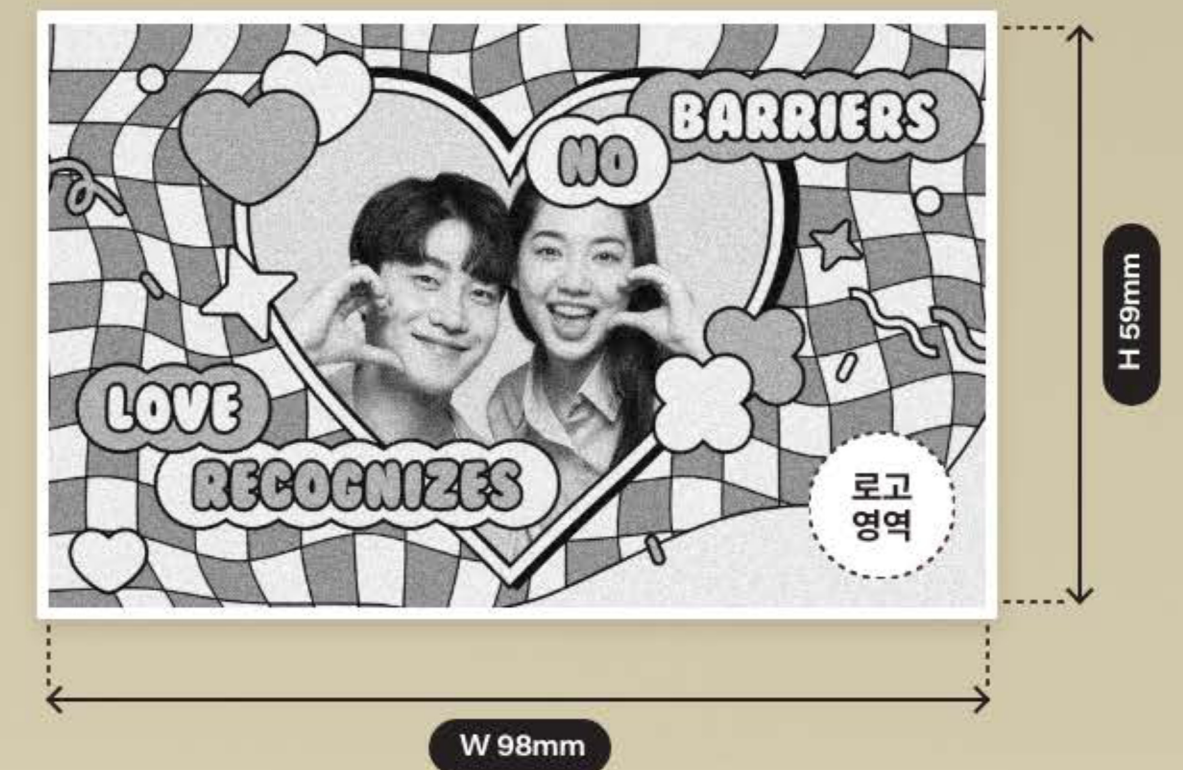 BARRIERS
NO
LOVE
RECOGNIZES
로고
영역
H 59mm
W 98mm